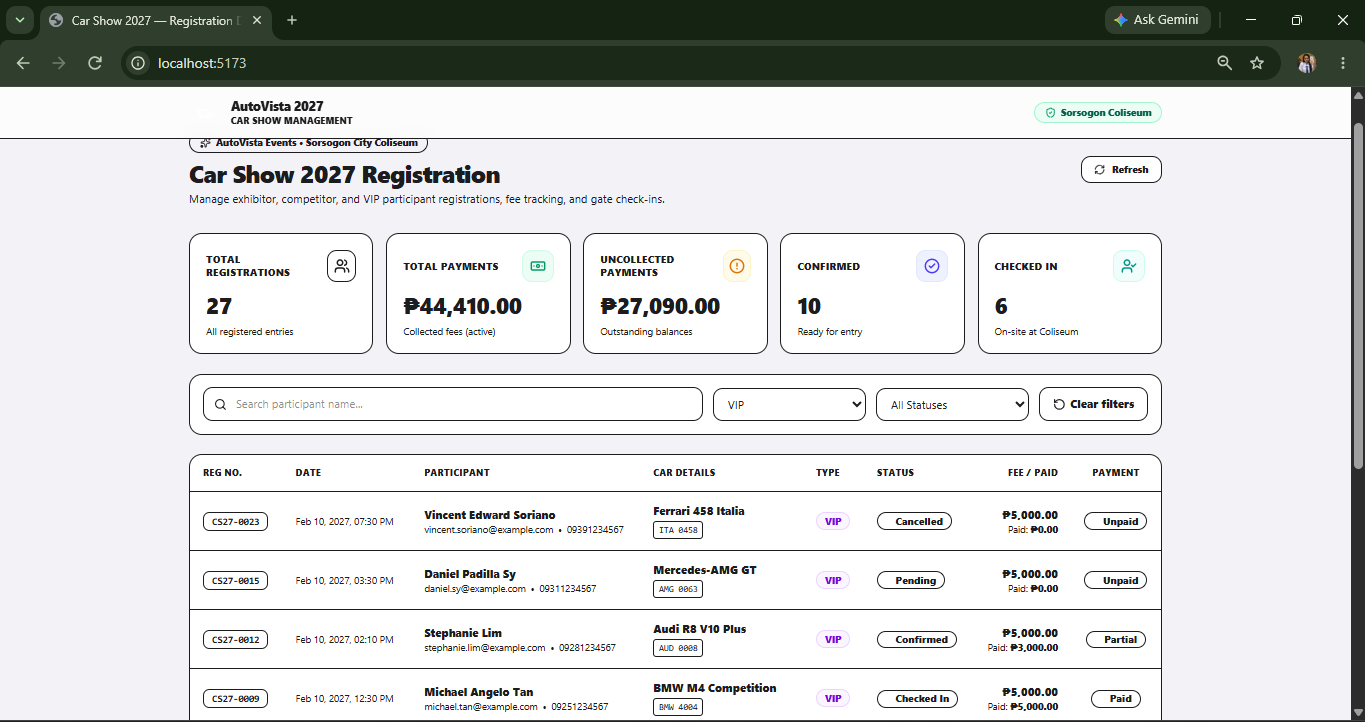 Car Show 2027 — Registration
Ask Gemini
localhost:5173
AutoVista 2027
CAR SHOW MANAGEMENT
Sorsogon Coliseum
AutoVista Events • Sorsogon City Coliseum
Car Show 2027 Registration
Refresh
Manage exhibitor, competitor, and VIP participant registrations, fee tracking, and gate check-ins.
TOTAL
REGISTRATIONS
27
All registered entries
TOTAL PAYMENTS
₱44,410.00
Collected fees (active)
UNCOLLECTED
PAYMENTS
₱27,090.00
Outstanding balances
CONFIRMED
10
Ready for entry
CHECKED IN
6
On-site at Coliseum
Search participant name...
VIP
All Statuses
Clear filters
REG NO. DATE PARTICIPANT CAR DETAILS TYPE STATUS FEE / PAID PAYMENT
CS27-0023 Feb 10, 2027, 07:30 PM Vincent Edward Soriano Ferrari 458 Italia VIP Cancelled ₱5,000.00 Unpaid
vincent.soriano@example.com • 09391234567 ITA 0458 Paid: ₱0.00
CS27-0015 Feb 10, 2027, 03:30 PM Daniel Padilla Sy Mercedes-AMG GT VIP Pending ₱5,000.00 Unpaid
daniel.sy@example.com • 09311234567 AMG 0063 Paid: ₱0.00
CS27-0012 Feb 10, 2027, 02:10 PM Stephanie Lim Audi R8 V10 Plus VIP Confirmed ₱5,000.00 Partial
stephanie.lim@example.com • 09281234567 AUD 0008 Paid: ₱3,000.00
CS27-0009 Feb 10, 2027, 12:30 PM Michael Angelo Tan BMW M4 Competition VIP Checked In ₱5,000.00 Paid
michael.tan@example.com • 09251234567 BMW 4004 Paid: ₱5,000.00